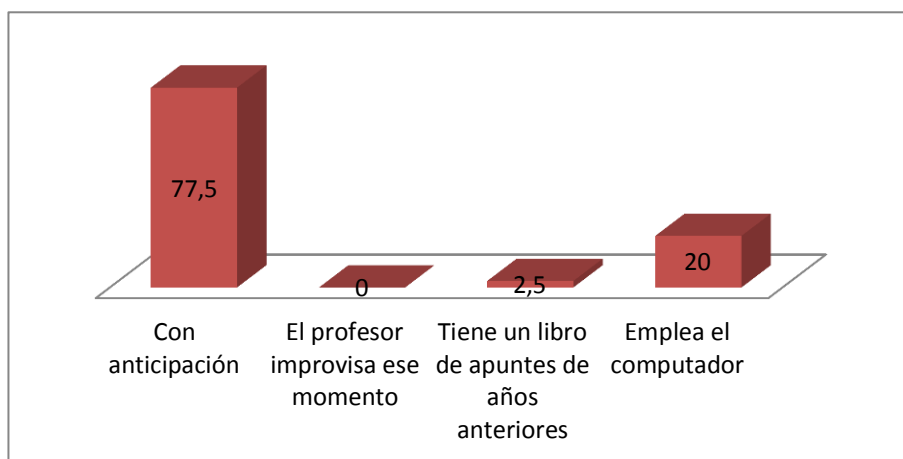 77,5
0
2,5
20
Con
anticipación
El profesor
improvisa ese
momento
Tiene un libro
de apuntes de
años
anteriores
Emplea el
computador